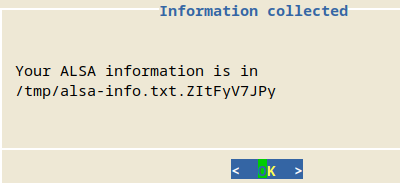 Information collected
Your ALSA information is in
/tmp/alsa-info.txt.ZItFyV7JPy
< OK >